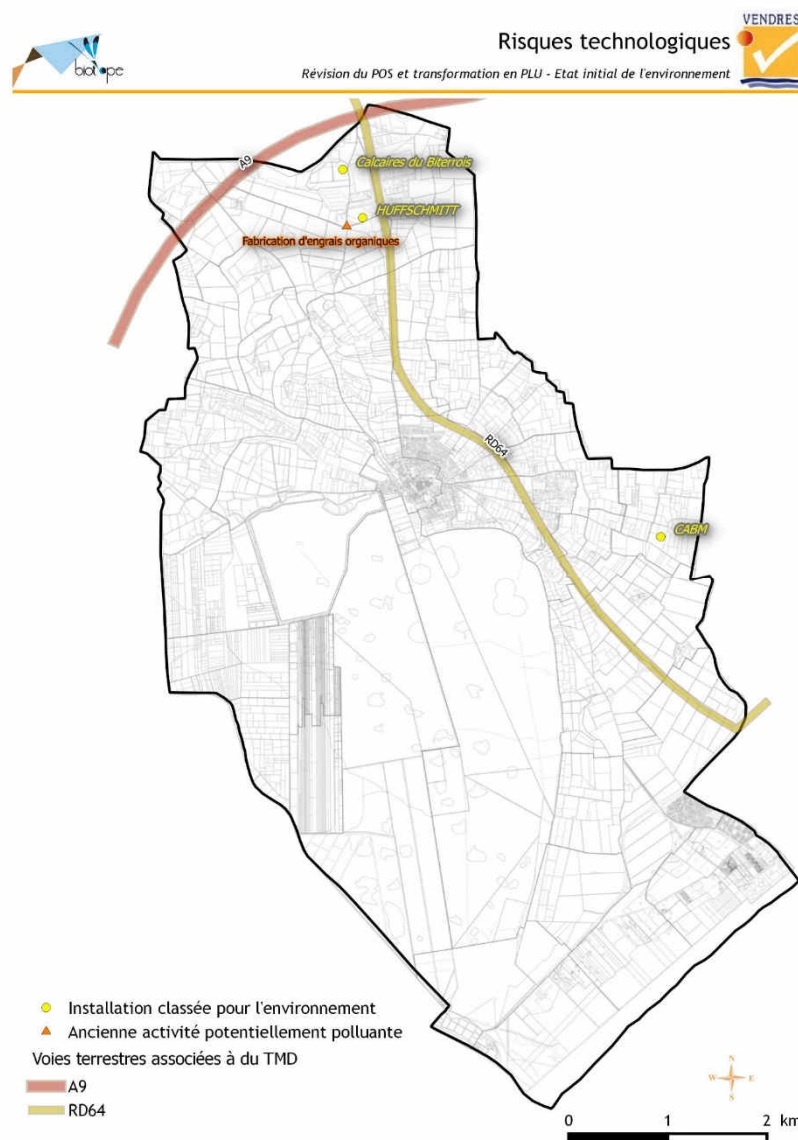 VENDRES
biotope
Risques technologiques
Révision du POS et transformation en PLU - Etat initial de l'environnement
A9
Calcaires du Biterrois
HUFFSCHMITT
Fabrication d'engrais organiques
RD64
CABM
Installation classée pour l'environnement
Ancienne activité potentiellement polluante
Voies terrestres associées à du TMD
A9
RD64
N
W E
S
0 1 2 km